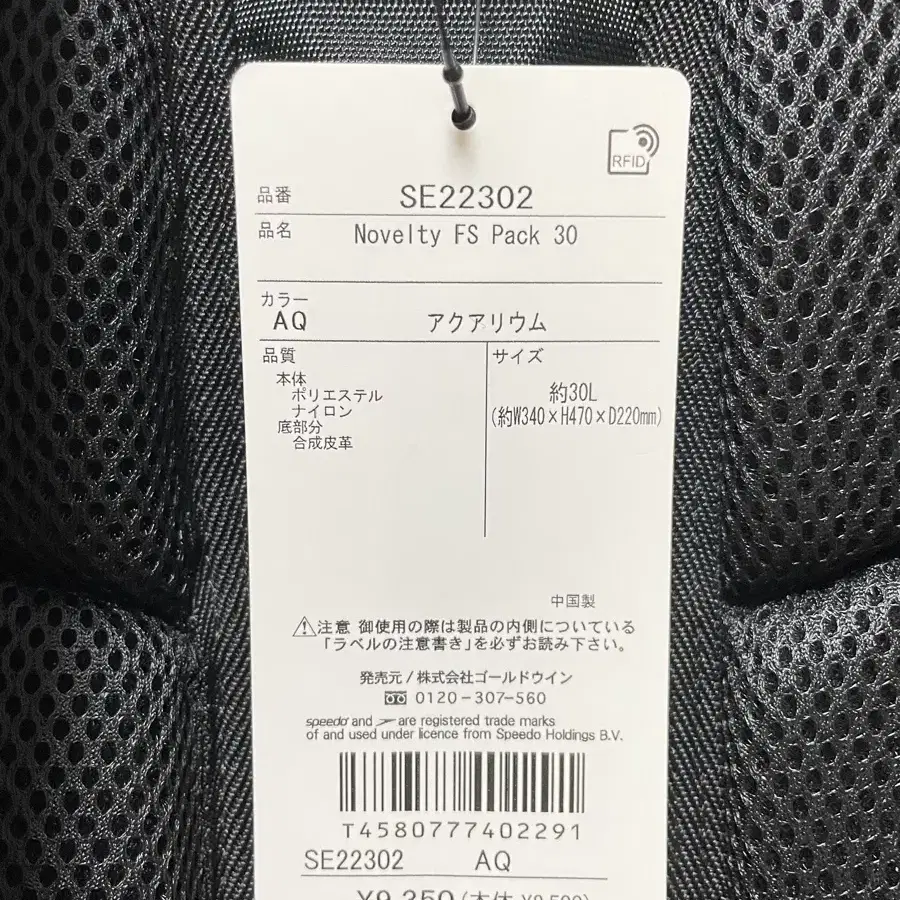 RFID
品番 SE22302
品名 Novelty FS Pack 30
カラー
AQ アクアリウム
品質
本体
ポリエステル
ナイロン
底部分
合成皮革
サイズ
約30L
(約W340×H470×D220mm)
中国製
⚠注意 御使用の際は製品の内側についている
「ラベルの注意書き」を必ずお読み下さい。
発売元/株式会社ゴールドウイン
0120-307-560
speedo and are registered trade marks
of and used under licence from Speedo Holdings B.V.
T4580777402291
SE22302 AQ
¥9,350(本体 ¥8,500)